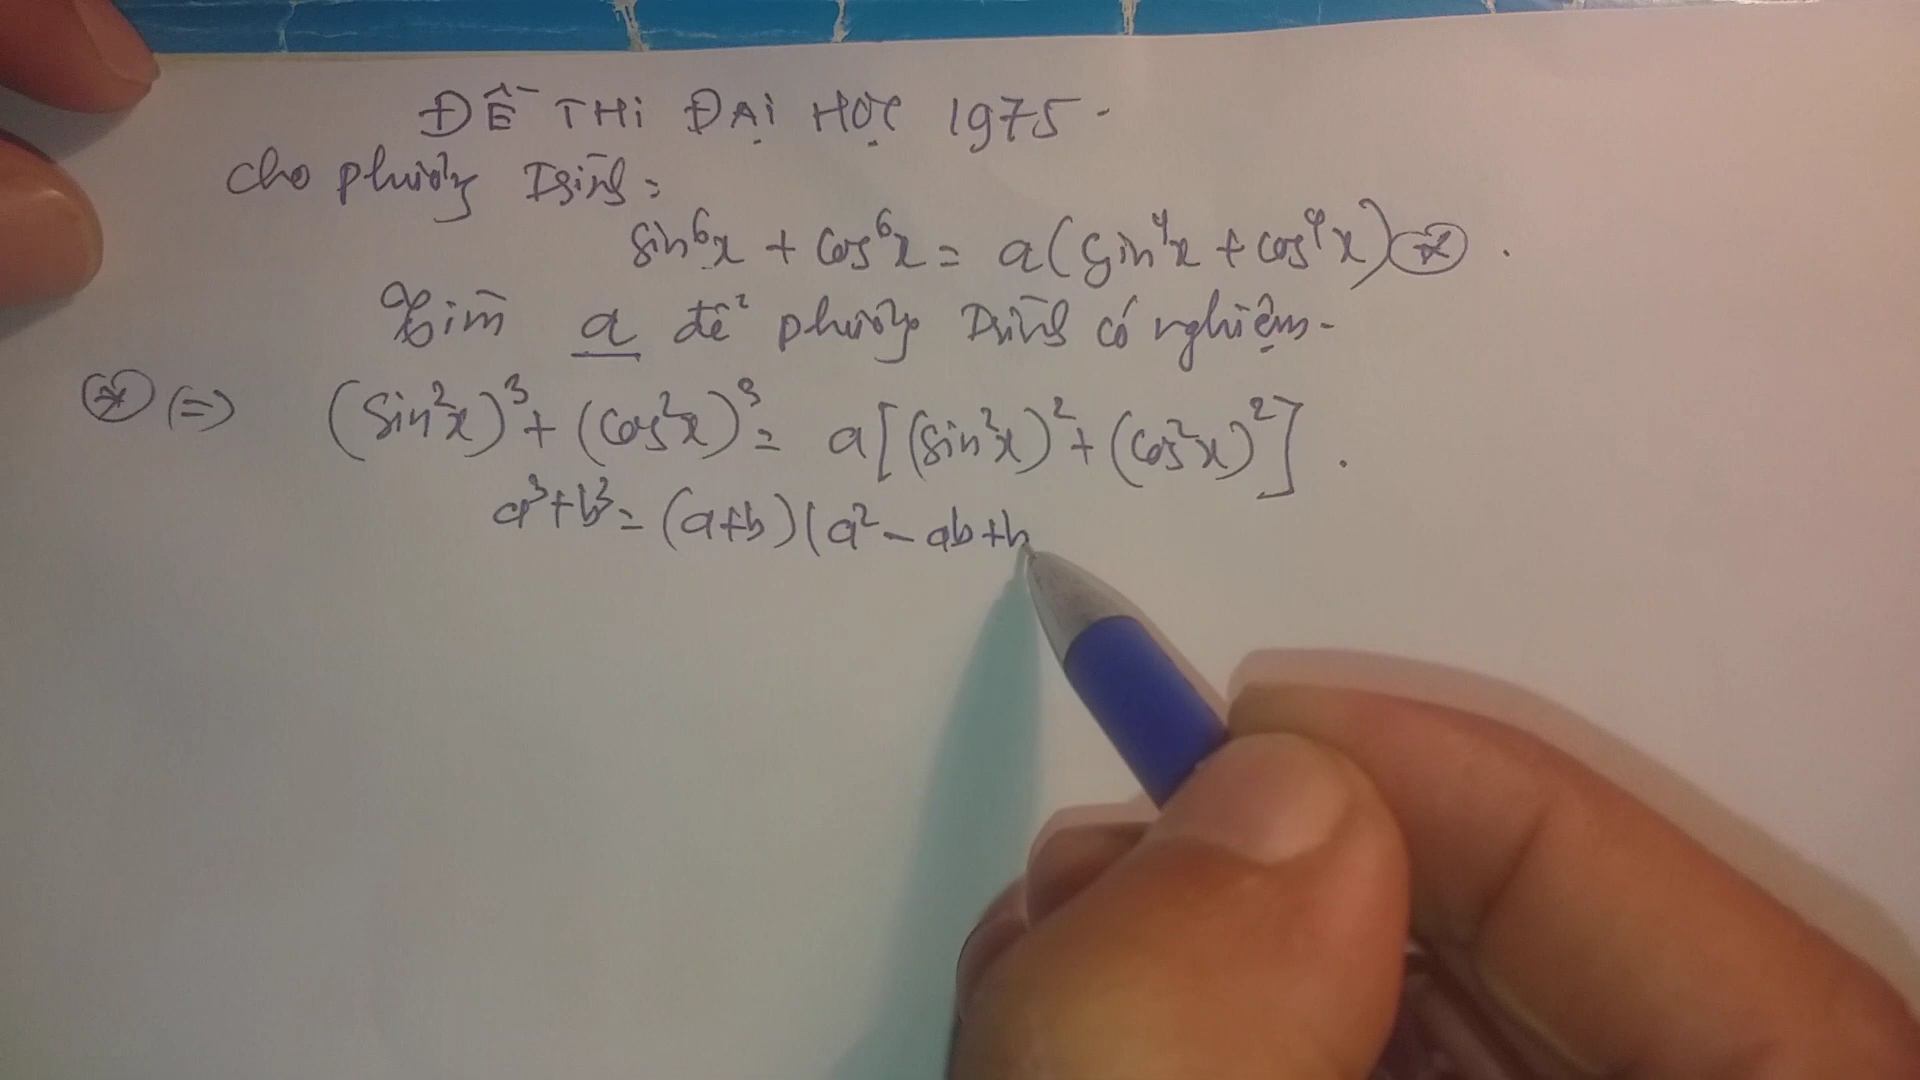 ĐỀ THI ĐẠI HỌC 1975.
cho phương trình:
sin⁶x + cos⁶x = a(sin⁴x + cos⁴x) (*).
Tìm a để phương trình có nghiệm.
(*) (=) (sin²x)³ + (cos²x)³ = a[(sin²x)² + (cos²x)²].
a³+b³ = (a+b)(a² - ab + b